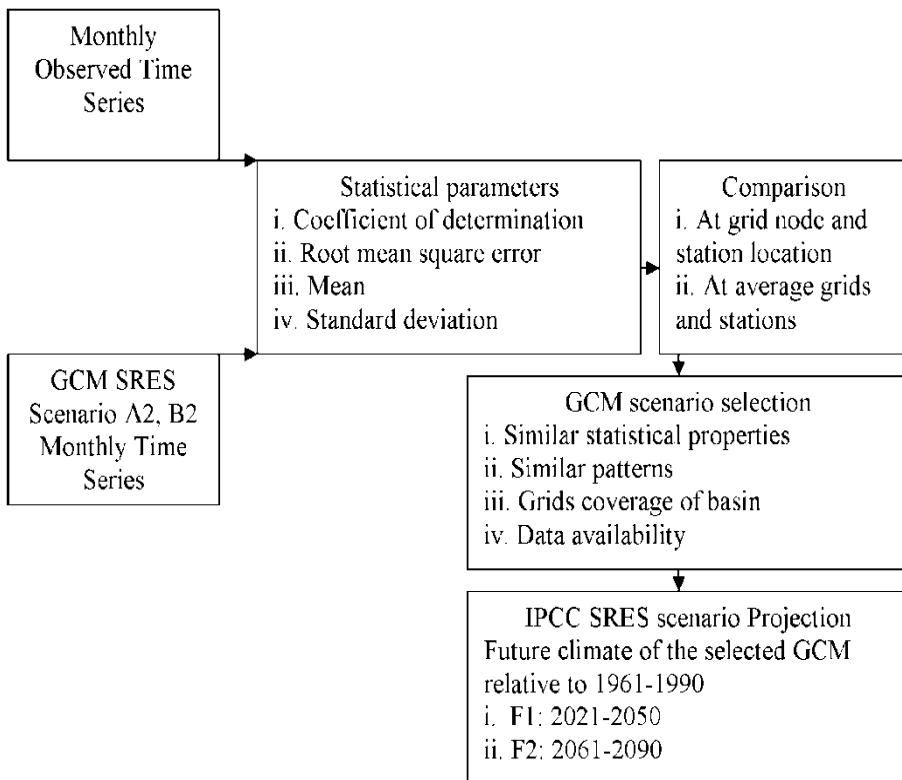 Monthly
Observed Time
Series
Statistical parameters
i. Coefficient of determination
ii. Root mean square error
iii. Mean
iv. Standard deviation
Comparison
i. At grid node and
station location
ii. At average grids
and stations
GCM SRES
Scenario A2, B2
Monthly Time
Series
GCM scenario selection
i. Similar statistical properties
ii. Similar patterns
iii. Grids coverage of basin
iv. Data availability
IPCC SRES scenario Projection
Future climate of the selected GCM
relative to 1961-1990
i. F1: 2021-2050
ii. F2: 2061-2090